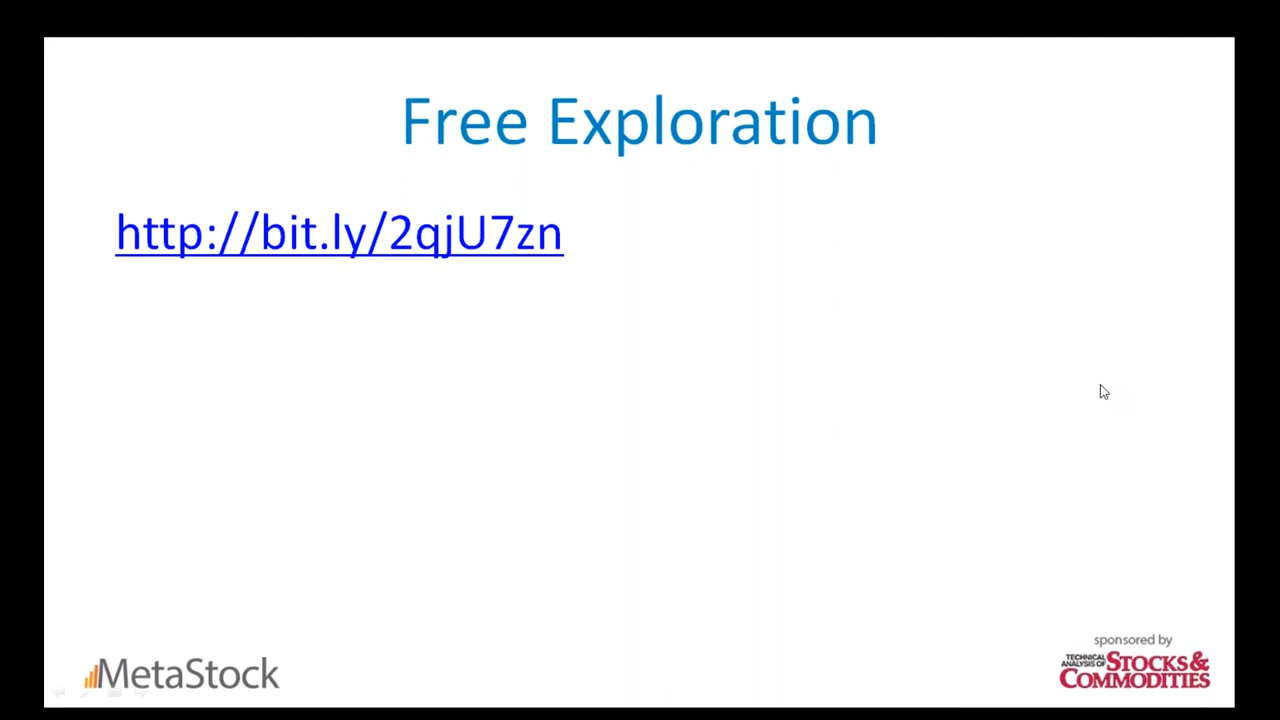 Free Exploration
http://bit.ly/2qjU7zn
MetaStock
sponsored by
TECHNICAL
ANALYSIS OF
STOCKS &
COMMODITIES